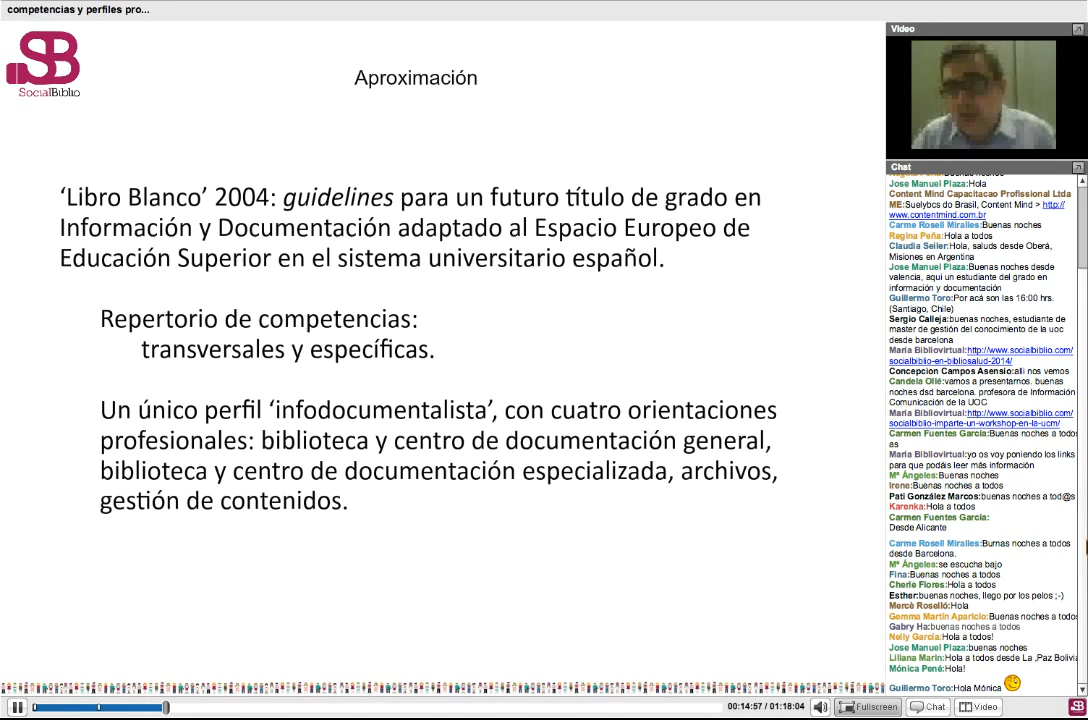 competencias y perfiles pro...
SB
SocialBiblio
Aproximación
‘Libro Blanco’ 2004: guidelines para un futuro título de grado en
Información y Documentación adaptado al Espacio Europeo de
Educación Superior en el sistema universitario español.
Repertorio de competencias:
transversales y específicas.
Un único perfil ‘infodocumentalista’, con cuatro orientaciones
profesionales: biblioteca y centro de documentación general,
biblioteca y centro de documentación especializada, archivos,
gestión de contenidos.
Video
Chat
Jose Manuel Plaza:Hola
Content Mind Capacitacao Profissional Ltda
ME:Suelybcs do Brasil, Content Mind > http://
www.contentmind.com.br
Carme Rosell Miralles:Buenas noches
Regina Peña:Hola a todos
Claudia Seiler:Hola, saluds desde Oberá,
Misiones en Argentina
Jose Manuel Plaza:Buenas noches desde
valencia, aqui un estudiante del grado en
información y documentación
Guillermo Toro:Por acá son las 16:00 hrs.
(Santiago, Chile)
Sergio Calleja:buenas noches, estudiante de
master de gestión del conocimiento de la uoc
desde barcelona
María Bibliovirtual:http://www.socialbiblio.com/
socialbiblio-en-bibliosalud-2014/
Concepcion Campos Asensio:alli nos vemos
Candela Ollé:vamos a presentarnos. buenas
noches dsd barcelona. profesora de Información
Comunicación de la UOC
María Bibliovirtual:http://www.socialbiblio.com/
socialbiblio-imparte-un-workshop-en-la-ucm/
Carmen Fuentes García:Buenas noches a todos
as
María Bibliovirtual:yo os voy poniendo los links
para que podáis leer más información
Mª Ángeles:Buenas noches
Irene:Buenas noches a todos
Pati González Marcos:buenas noches a tod@s
Karenka:Hola a todos
Carmen Fuentes García:
Desde Alicante
Carme Rosell Miralles:Burnas noches a todos
desde Barcelona.
Mª Ángeles:se escucha bajo
Fina:Buenas noches a todos
Cherie Flores:Hola a todos
Esther:buenas noches, llego por los pelos ;-)
Mercè Roselló:Hola
Gemma Martín Aparicio:Buenas noches a todos
Gabry Ha:buenas noches a todos
Nelly García:Hola a todos!
Jose Manuel Plaza:buenas noches
Liliana Marin:Hola a todos desde La ,Paz Bolivia
Mónica Pené:Hola!
Guillermo Toro:Hola Mónica
00:14:57 / 01:18:04
Fullscreen
Chat
Video
SB